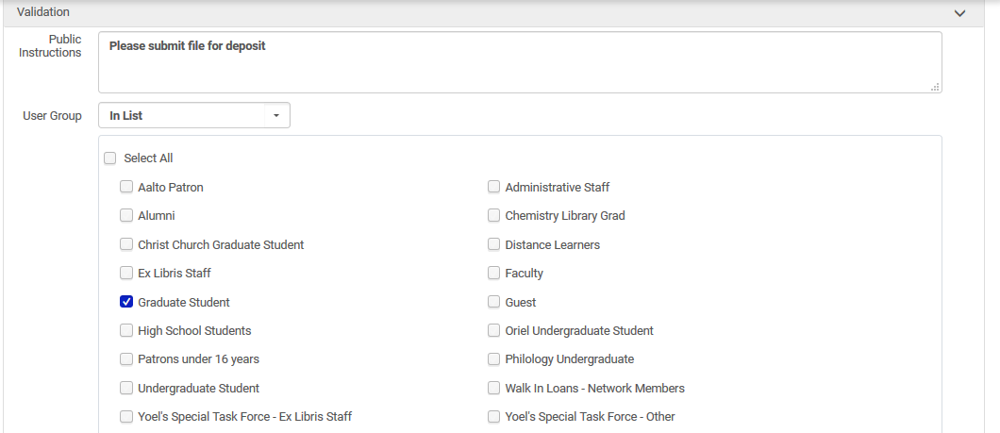 Validation
Public
Instructions
Please submit file for deposit
User Group
In List
Select All
Aalto Patron
Administrative Staff
Alumni
Chemistry Library Grad
Christ Church Graduate Student
Distance Learners
Ex Libris Staff
Faculty
Graduate Student
Guest
High School Students
Oriel Undergraduate Student
Patrons under 16 years
Philology Undergraduate
Undergraduate Student
Walk In Loans - Network Members
Yoel's Special Task Force - Ex Libris Staff
Yoel's Special Task Force - Other